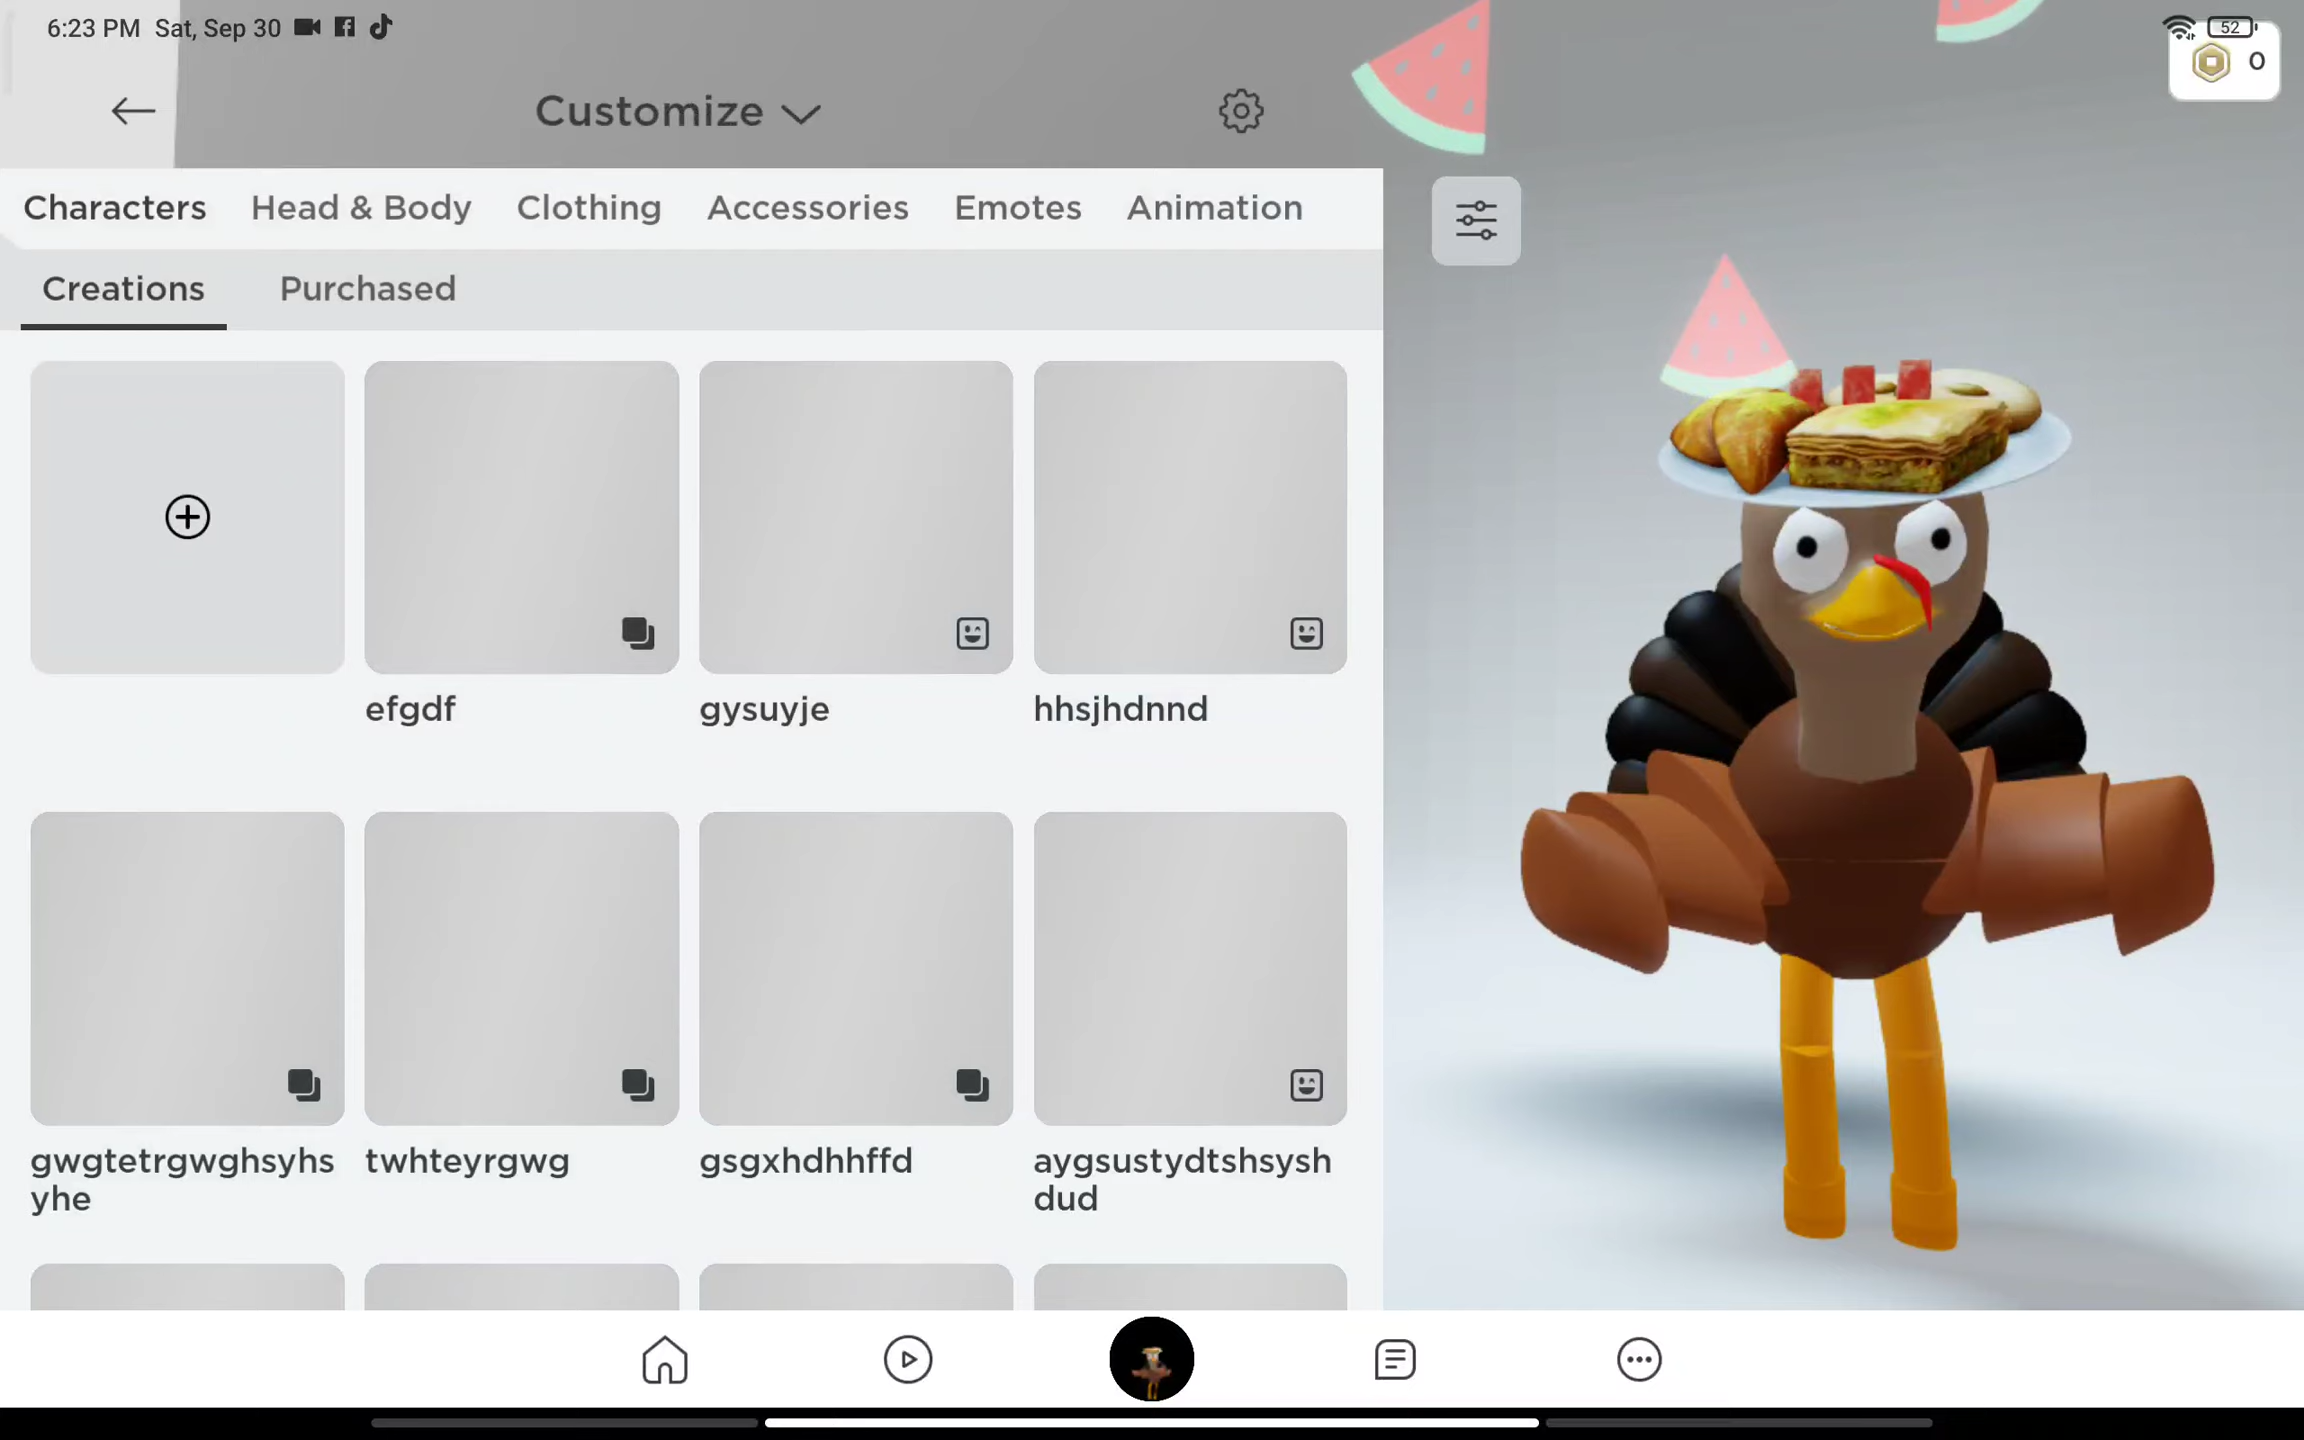 6:23 PM Sat, Sep 30
52
0
Customize
Characters Head & Body Clothing Accessories Emotes Animation
Creations Purchased
efgdf gysuyje hhsjhdnnd
gwgtetrgwghsyhs twhteyrgwg gsgxhdhhffd aygsustydtshsysh
yhe dud